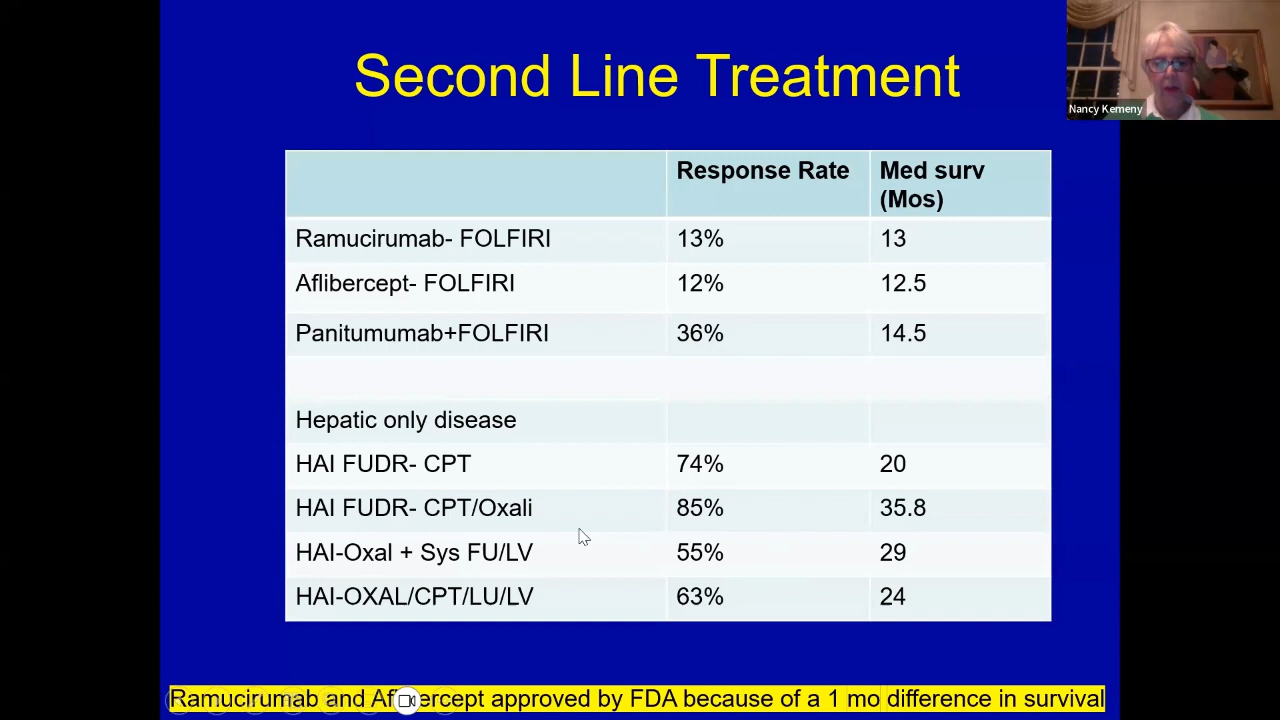 Second Line Treatment
Nancy Kemeny
Response Rate Med surv
(Mos)
Ramucirumab- FOLFIRI 13% 13
Aflibercept- FOLFIRI 12% 12.5
Panitumumab+FOLFIRI 36% 14.5
Hepatic only disease
HAI FUDR- CPT 74% 20
HAI FUDR- CPT/Oxali 85% 35.8
HAI-Oxal + Sys FU/LV 55% 29
HAI-OXAL/CPT/LU/LV 63% 24
Ramucirumab and approved by FDA because of a 1 mo difference in survival